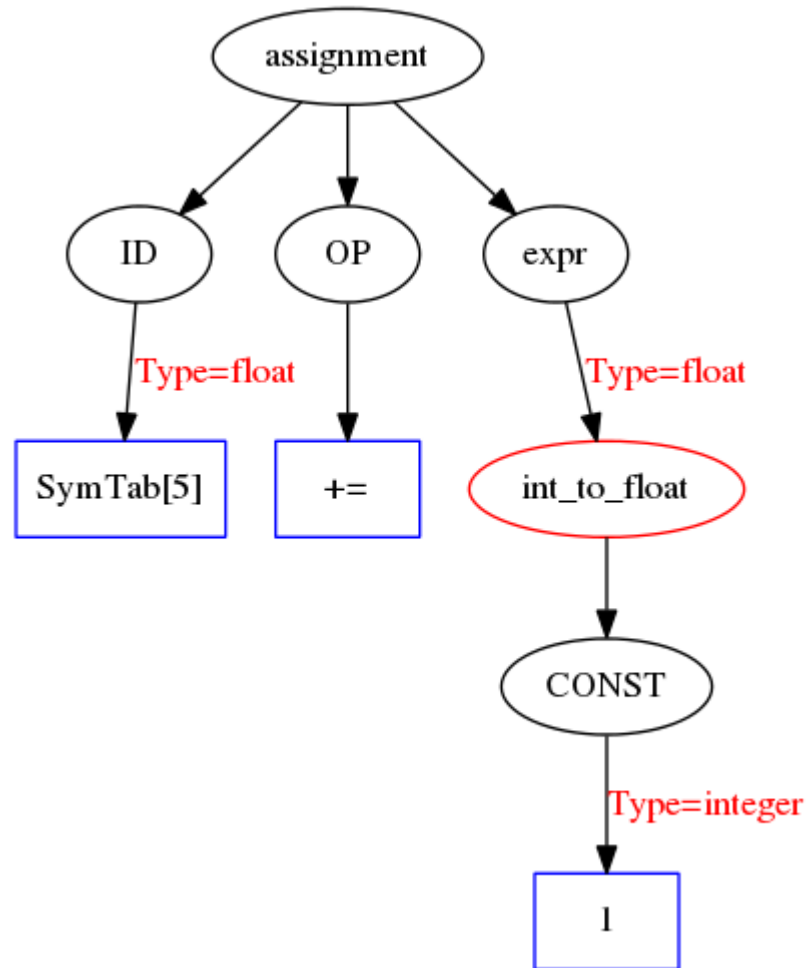 assignment
ID
OP
expr
Type=float
Type=float
SymTab[5]
+=
int_to_float
CONST
Type=integer
1